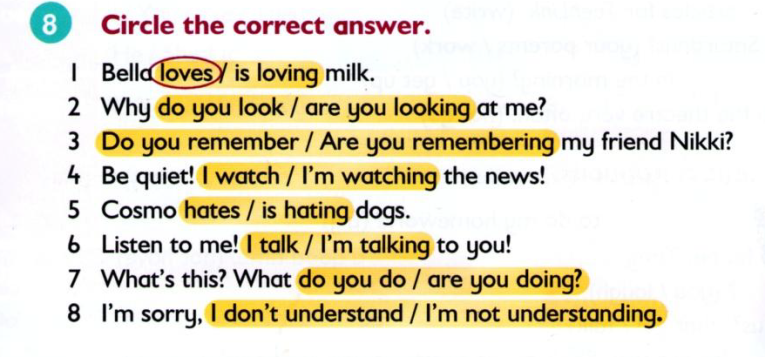 8 Circle the correct answer.
1 Bella loves / is loving milk.
2 Why do you look / are you looking at me?
3 Do you remember / Are you remembering my friend Nikki?
4 Be quiet! I watch / I'm watching the news!
5 Cosmo hates / is hating dogs.
6 Listen to me! I talk / I'm talking to you!
7 What's this? What do you do / are you doing?
8 I'm sorry, I don't understand / I'm not understanding.